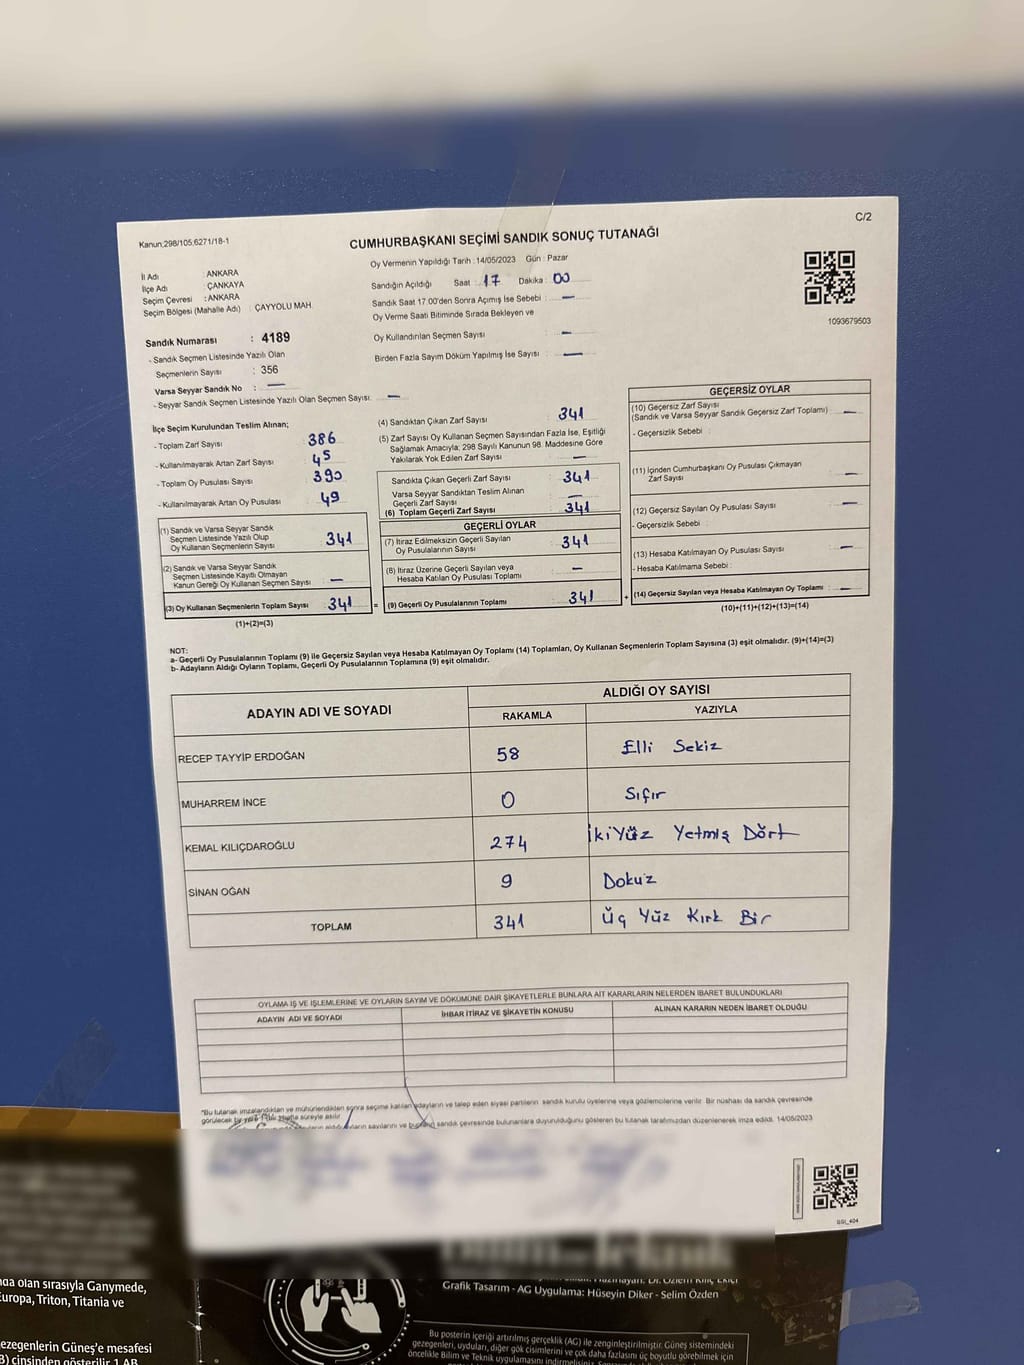 C/2
Kanun:298/105;6271/18-1
CUMHURBAŞKANI SEÇİMİ SANDIK SONUÇ TUTANAĞI
Oy Vermenin Yapıldığı Tarih : 14/05/2023 Gün : Pazar
İl Adı : ANKARA
İlçe Adı : ÇANKAYA
Seçim Çevresi : ANKARA
Seçim Bölgesi (Mahalle Adı) : ÇAYYOLU MAH
Sandığın Açıldığı Saat : 17 Dakika : 00
Sandık Saat 17.00'den Sonra Açımış İse Sebebi : —
Oy Verme Saati Bitiminde Sırada Bekleyen ve
Oy Kullandırılan Seçmen Sayısı : —
Birden Fazla Sayım Döküm Yapılmış İse Sayısı : —
1093679503
Sandık Numarası : 4189
- Sandık Seçmen Listesinde Yazılı Olan
Seçmenlerin Sayısı : 356
Varsa Seyyar Sandık No : —
- Seyyar Sandık Seçmen Listesinde Yazılı Olan Seçmen Sayısı: —
İlçe Seçim Kurulundan Teslim Alınan;
- Toplam Zarf Sayısı : 386
- Kullanılmayarak Artan Zarf Sayısı : 45
- Toplam Oy Pusulası Sayısı : 390
- Kullanılmayarak Artan Oy Pusulası : 49
(1) Sandık ve Varsa Seyyar Sandık
Seçmen Listesinde Yazılı Olup
Oy Kullanan Seçmenlerin Sayısı 341
(2) Sandık ve Varsa Seyyar Sandık
Seçmen Listesinde Kayıtlı Olmayan
Kanun Gereği Oy Kullanan Seçmen Sayısı —
(3) Oy Kullanan Seçmenlerin Toplam Sayısı 341 =
(1)+(2)=(3)
(4) Sandıktan Çıkan Zarf Sayısı : 341
(5) Zarf Sayısı Oy Kullanan Seçmen Sayısından Fazla İse, Eşitliği
Sağlamak Amacıyla; 298 Sayılı Kanunun 98. Maddesine Göre
Yakılarak Yok Edilen Zarf Sayısı : —
Sandıkta Çıkan Geçerli Zarf Sayısı : 341
Varsa Seyyar Sandıktan Teslim Alınan
Geçerli Zarf Sayısı : —
(6) Toplam Geçerli Zarf Sayısı : 341
GEÇERLİ OYLAR
(7) İtiraz Edilmeksizin Geçerli Sayılan
Oy Pusulalarının Sayısı : 341
(8) İtiraz Üzerine Geçerli Sayılan veya
Hesaba Katılan Oy Pusulası Toplamı : —
(9) Geçerli Oy Pusulalarının Toplamı : 341 +
GEÇERSİZ OYLAR
(10) Geçersiz Zarf Sayısı
(Sandık ve Varsa Seyyar Sandık Geçersiz Zarf Toplamı) : —
- Geçersizlik Sebebi :
(11) İçinden Cumhurbaşkanı Oy Pusulası Çıkmayan
Zarf Sayısı : —
(12) Geçersiz Sayılan Oy Pusulası Sayısı : —
- Geçersizlik Sebebi :
(13) Hesaba Katılmayan Oy Pusulası Sayısı : —
- Hesaba Katılmama Sebebi :
(14) Geçersiz Sayılan veya Hesaba Katılmayan Oy Toplamı : —
(10)+(11)+(12)+(13)=(14)
NOT:
a- Geçerli Oy Pusulalarının Toplamı (9) ile Geçersiz Sayılan veya Hesaba Katılmayan Oy Toplamı (14) Toplamları, Oy Kullanan Seçmenlerin Toplam Sayısına (3) eşit olmalıdır. (9)+(14)=(3)
b- Adayların Aldığı Oyların Toplamı, Geçerli Oy Pusulalarının Toplamına (9) eşit olmalıdır.
ADAYIN ADI VE SOYADI
ALDIĞI OY SAYISI
RAKAMLA YAZIYLA
RECEP TAYYİP ERDOĞAN 58 Elli Sekiz
MUHARREM İNCE 0 Sıfır
KEMAL KILIÇDAROĞLU 274 İkiYüz Yetmiş Dört
SİNAN OĞAN 9 Dokuz
TOPLAM 341 Üç Yüz Kırk Bir
OYLAMA İŞ VE İŞLEMLERİNE VE OYLARIN SAYIM VE DÖKÜMÜNE DAİR ŞİKAYETLERLE BUNLARA AİT KARARLARIN NELERDEN İBARET BULUNDUKLARI
ADAYIN ADI VE SOYADI İHBAR İTİRAZ VE ŞİKAYETİN KONUSU ALINAN KARARIN NEDEN İBARET OLDUĞU
*Bu tutanak imzalandıktan ve mühürlendikten sonra seçime katılan adayların ve talep eden siyasi partilerin sandık kurulu üyelerine veya gözlemcilerine verilir. Bir nüshası da sandık çevresinde
görülecek bir yere süreyle asılır
sayılarını ve sandık çevresinde bulunanlara duyurulduğunu gösteren bu tutanak tarafımızdan düzenlenerek imza edildi. 14/05/2023
olan sırasıyla Ganymede,
Europa, Triton, Titania ve
gezegenlerin Güneş'e mesafesi
cinsinden gösterilir. 1 AB
Grafik Tasarım - AG Uygulama: Hüseyin Diker - Selim Özden
Bu posterin içeriği artırılmış gerçeklik (AG) ile zenginleştirilmiştir. Güneş sistemindeki
gezegenleri, uyduları, diğer gök cisimlerini ve çok daha fazlasını üç boyutlu görebilmek için
öncelikle Bilim ve Teknik uygulamasını indirmelisiniz.